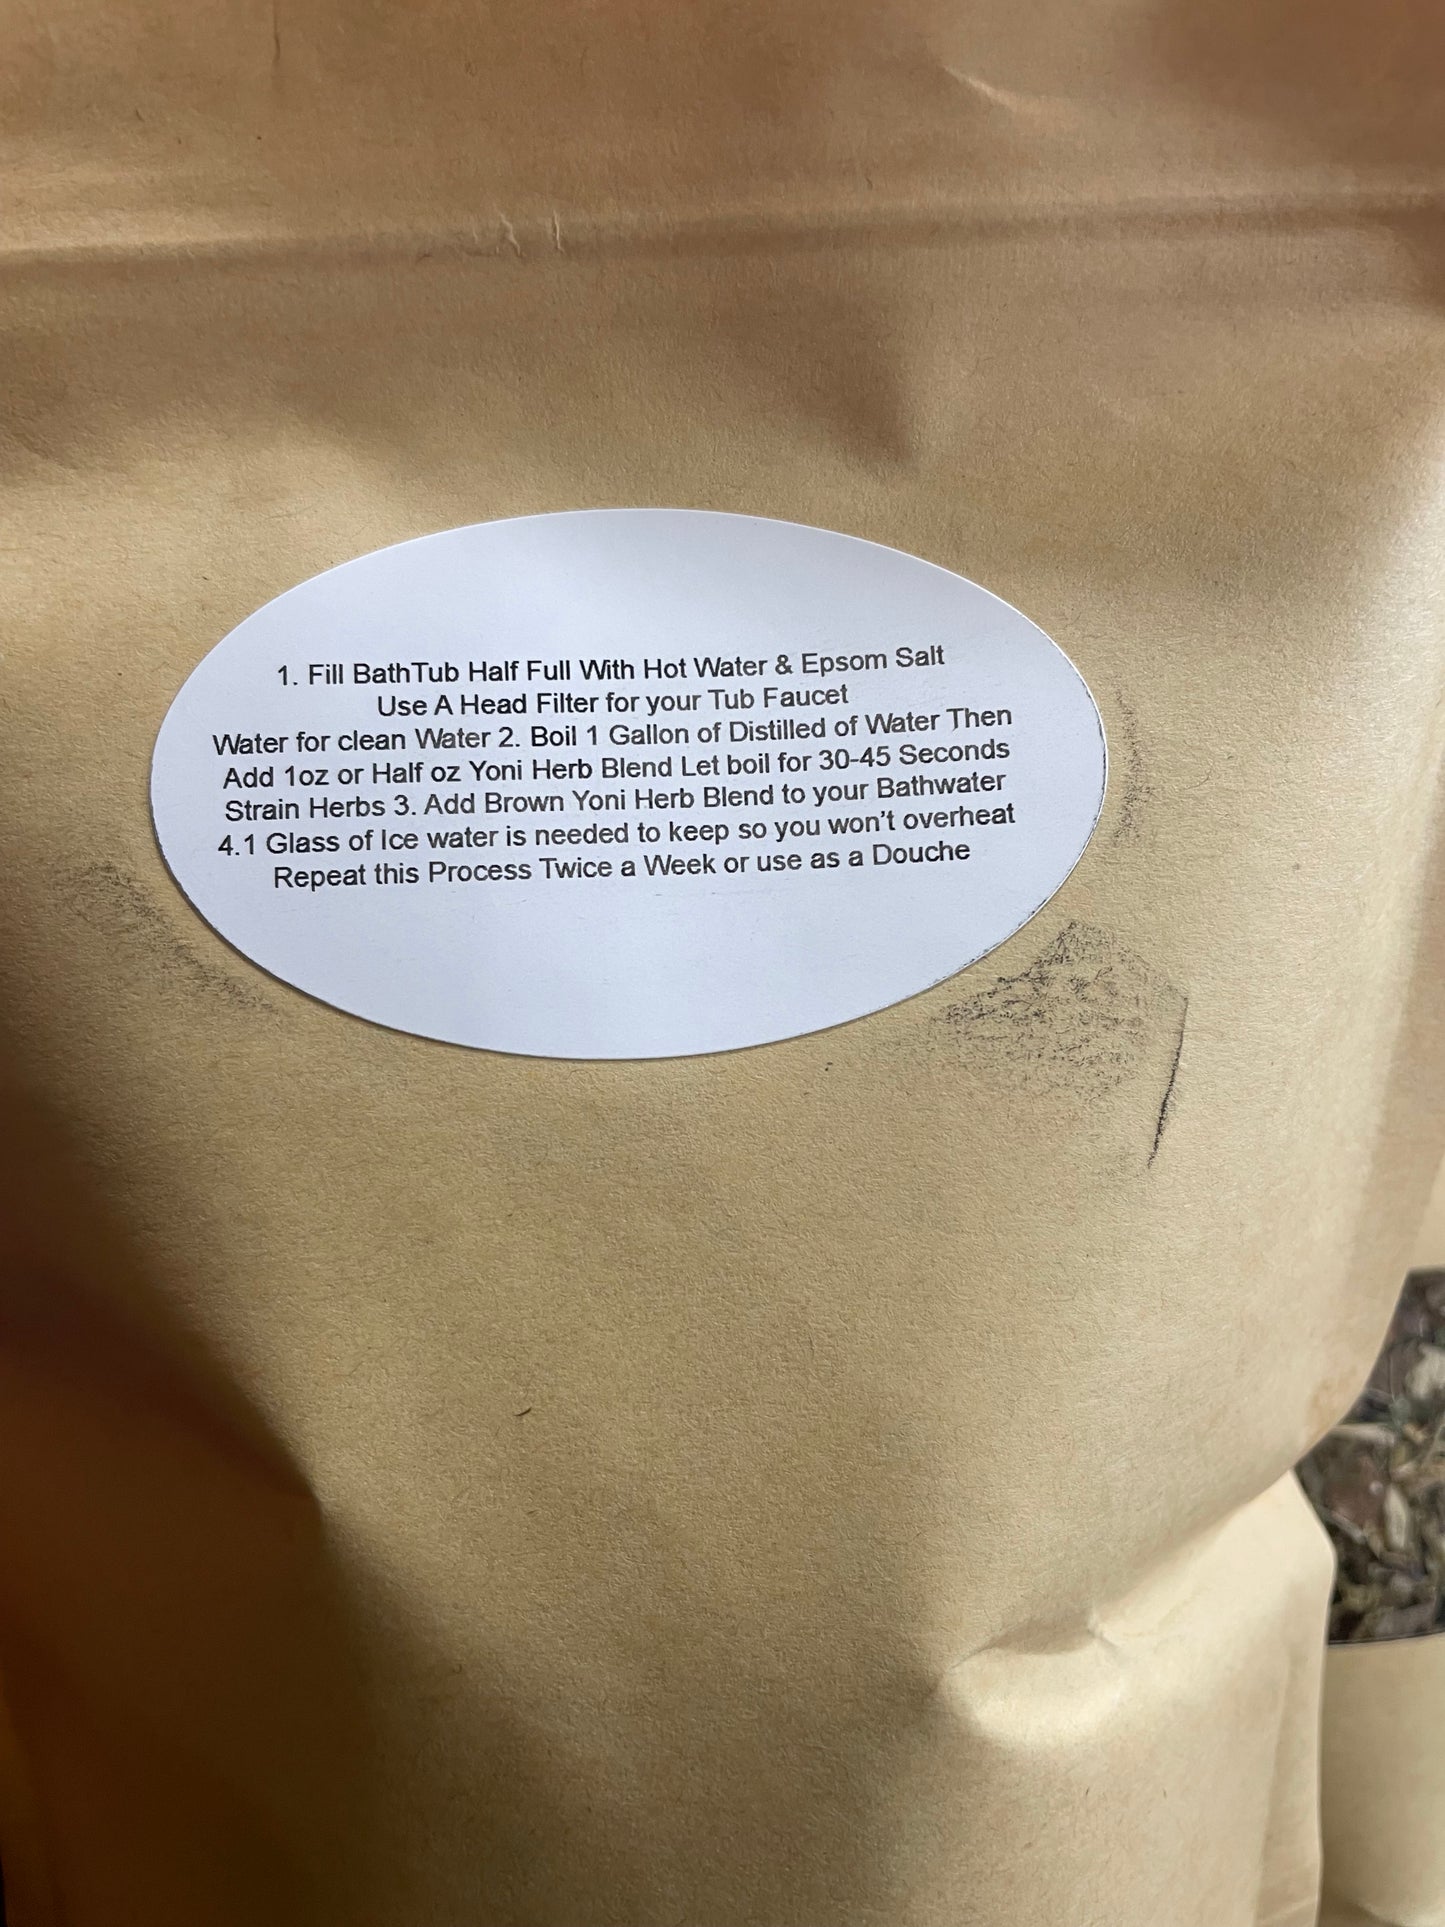 1. Fill BathTub Half Full With Hot Water & Epsom Salt
Use A Head Filter for your Tub Faucet
Water for clean Water 2. Boil 1 Gallon of Distilled of Water Then
Add 1oz or Half oz Yoni Herb Blend Let boil for 30-45 Seconds
Strain Herbs 3. Add Brown Yoni Herb Blend to your Bathwater
4.1 Glass of Ice water is needed to keep so you won't overheat
Repeat this Process Twice a Week or use as a Douche